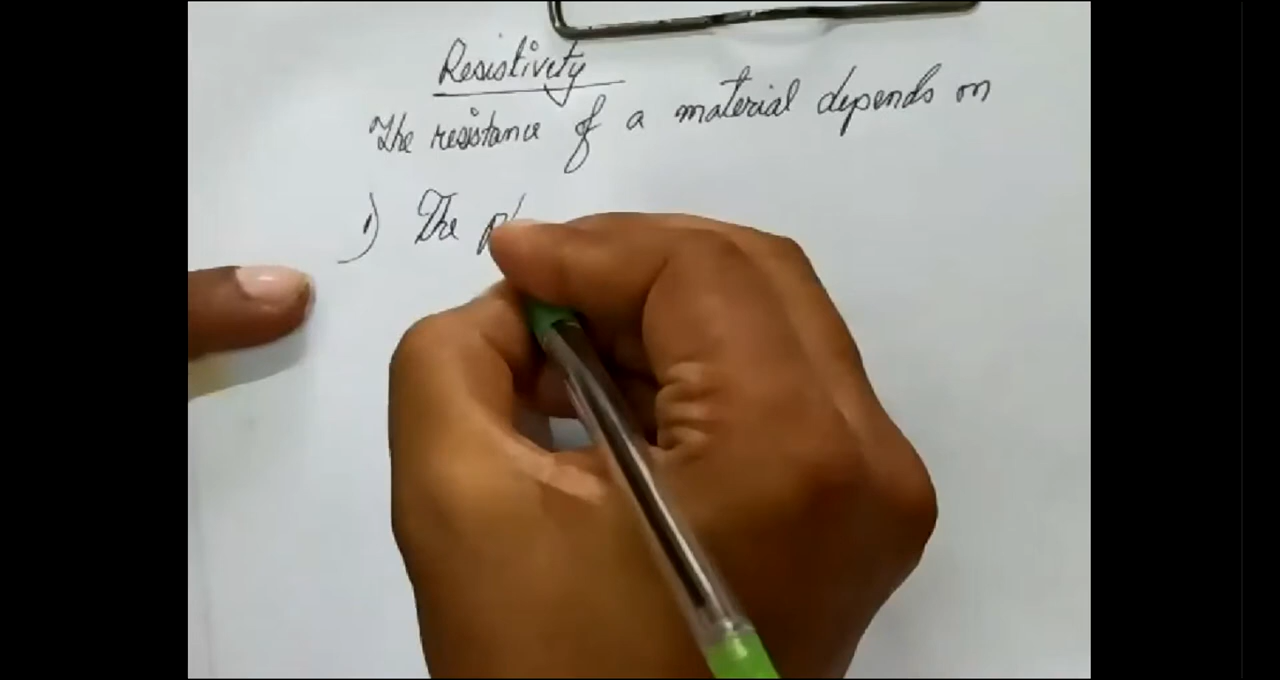 Resistivity
The resistance of a material depends on
1) The